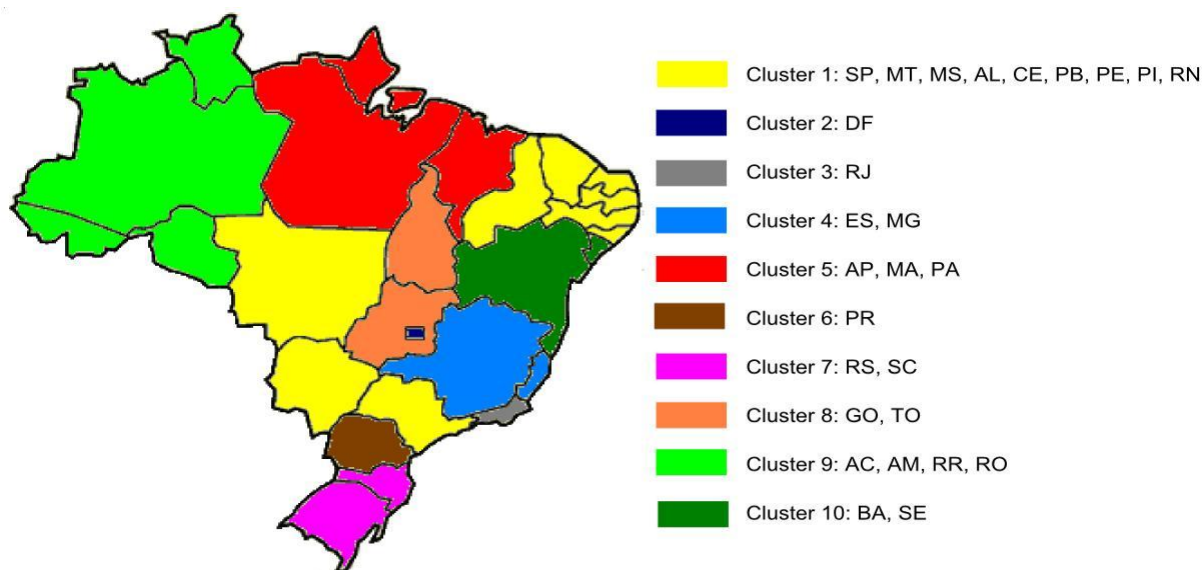 Cluster 1: SP, MT, MS, AL, CE, PB, PE, PI, RN
Cluster 2: DF
Cluster 3: RJ
Cluster 4: ES, MG
Cluster 5: AP, MA, PA
Cluster 6: PR
Cluster 7: RS, SC
Cluster 8: GO, TO
Cluster 9: AC, AM, RR, RO
Cluster 10: BA, SE